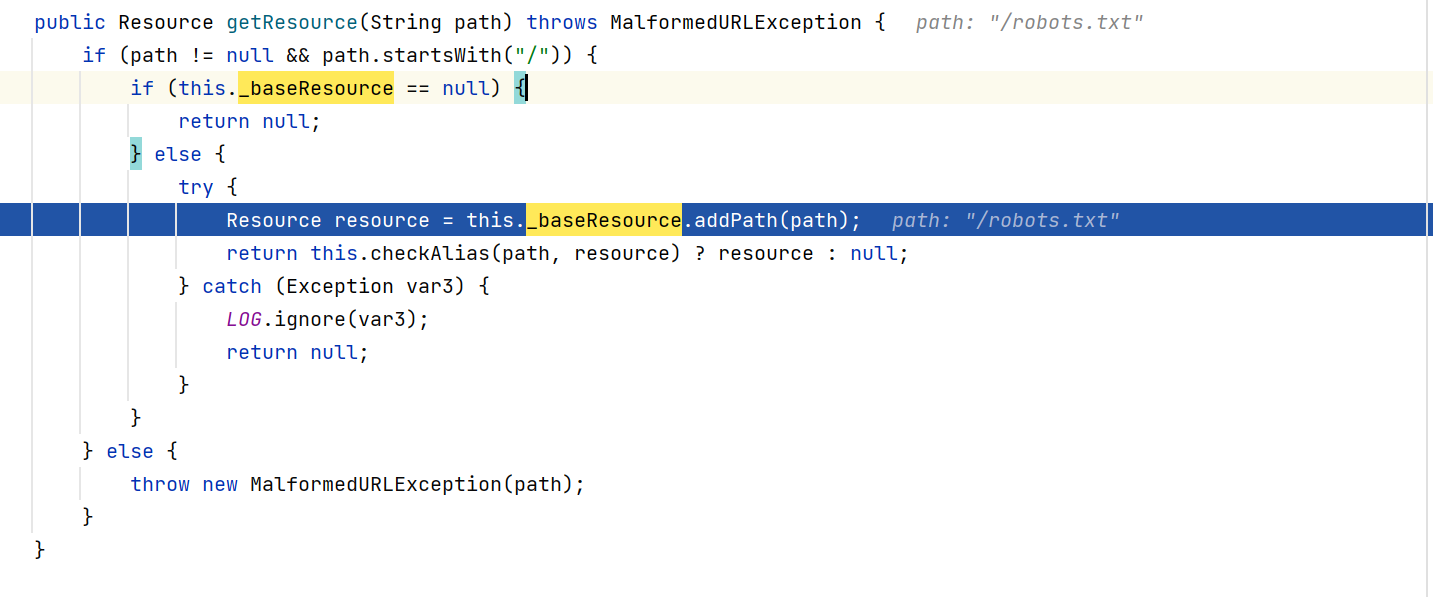 public Resource getResource(String path) throws MalformedURLException {   path: "/robots.txt"
    if (path != null && path.startsWith("/")) {
        if (this._baseResource == null) {
            return null;
        } else {
            try {
                Resource resource = this._baseResource.addPath(path);   path: "/robots.txt"
                return this.checkAlias(path, resource) ? resource : null;
            } catch (Exception var3) {
                LOG.ignore(var3);
                return null;
            }
        }
    } else {
        throw new MalformedURLException(path);
    }
}